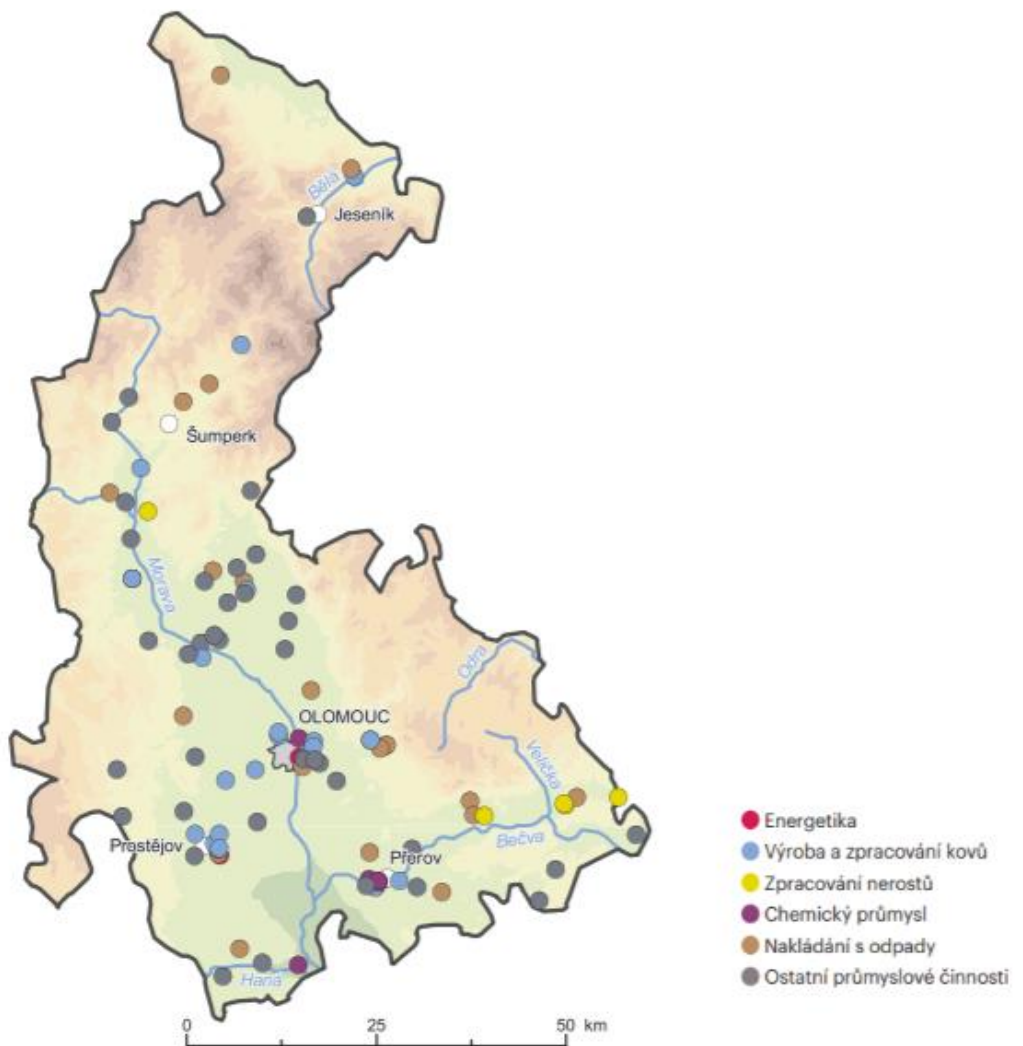 Bělá
Jeseník
Šumperk
Morava
Odra
OLOMOUC
Velička
Prostějov
Přerov
Bečva
Haná
Energetika
Výroba a zpracování kovů
Zpracování nerostů
Chemický průmysl
Nakládání s odpady
Ostatní průmyslové činnosti
0 25 50 km